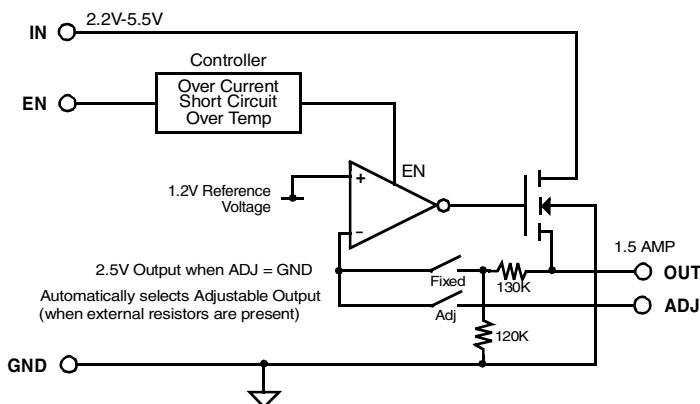 IN
2.2V-5.5V
Controller
EN
Over Current
Short Circuit
Over Temp
EN
+
1.2V Reference
Voltage
–
1.5 AMP
2.5V Output when ADJ = GND
Fixed
130K
OUT
Automatically selects Adjustable Output
(when external resistors are present)
Adj
ADJ
120K
GND